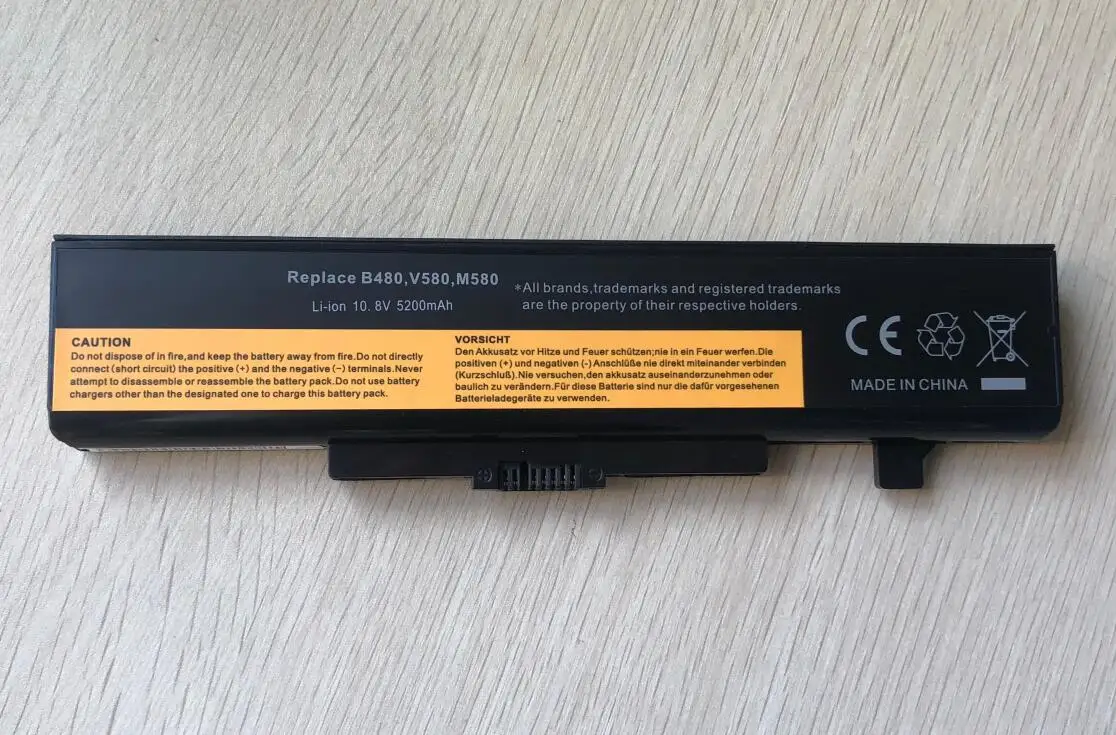 Replace B480,V580,M580
Li-ion 10. 8V 5200mAh
*All brands,trademarks and registered trademarks
are the property of their respective holders.
CAUTION
Do not dispose of in fire,and keep the battery away from fire.Do not directly
connect (short circuit) the positive (+) and the negative (−) terminals.Never
attempt to disassemble or reassemble the battery pack.Do not use battery
chargers other than the designated one to charge this battery pack.
VORSICHT
Den Akkusatz vor Hitze und Feuer schützen;nie in ein Feuer werfen.Die
positiven (+) und negativen (-) Anschlüße nie direkt miteinander verbinden
(Kurzschluß).Nie versuchen,den akkusatz auseinanderzunehmen oder
baulich zu verändern.Für diese Batterie sind nur die dafür vorgesehenen
Batterieladegeräte zu verwenden.
CE
MADE IN CHINA